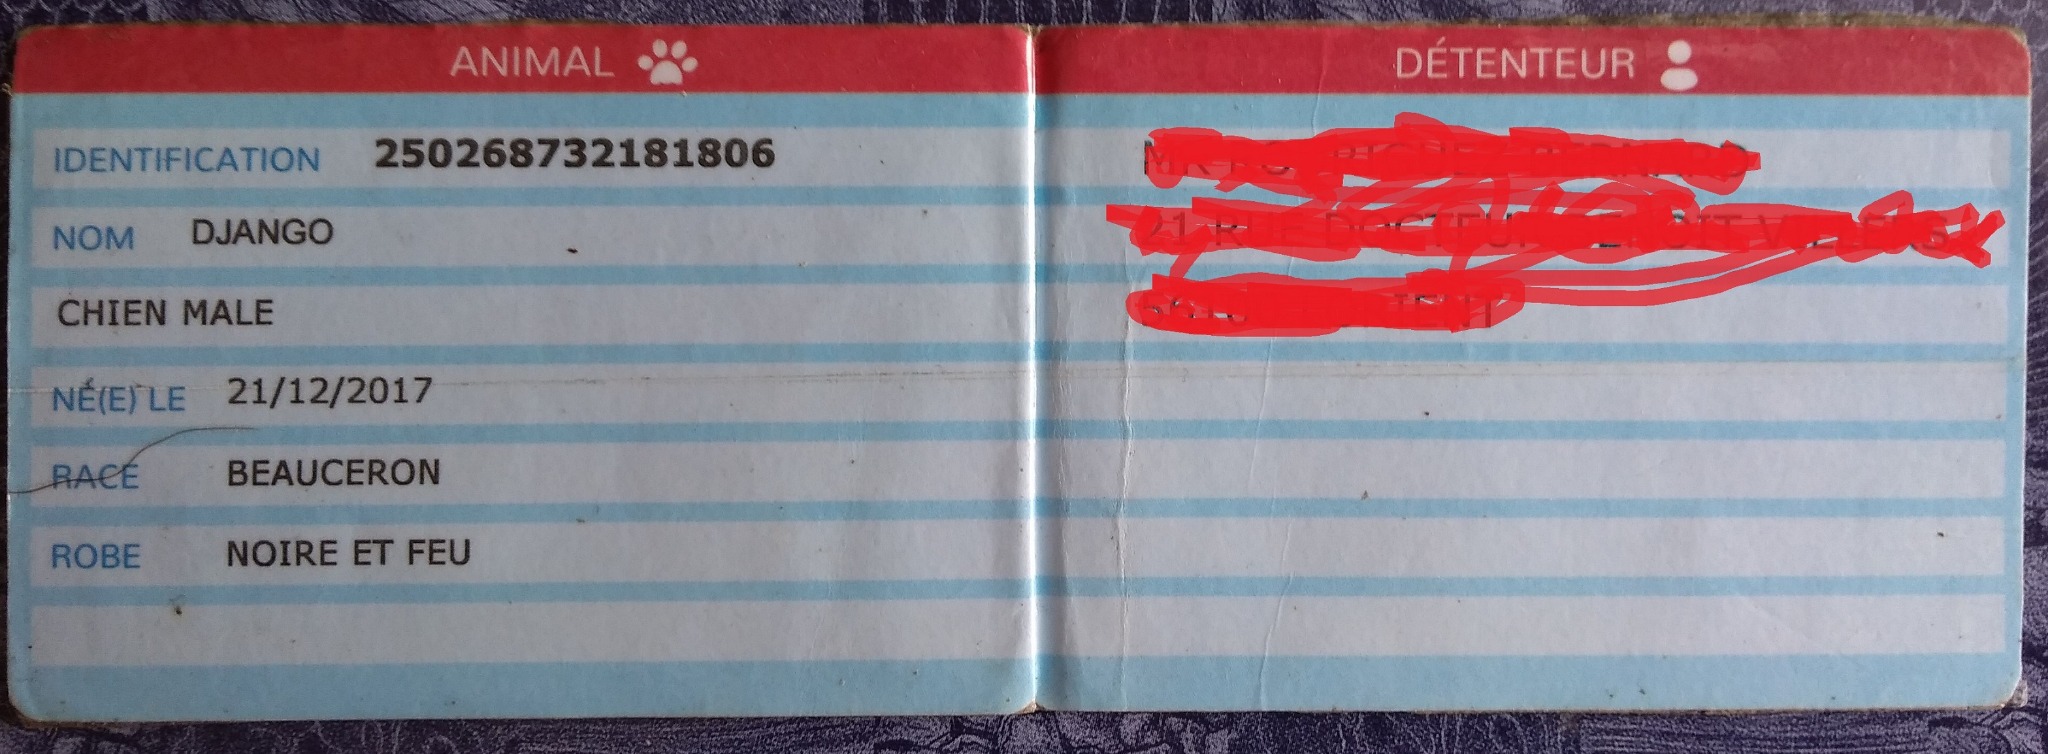 ANIMAL
IDENTIFICATION 250268732181806
NOM DJANGO
CHIEN MALE
NÉ(E) LE 21/12/2017
RACE BEAUCERON
ROBE NOIRE ET FEU
DÉTENTEUR